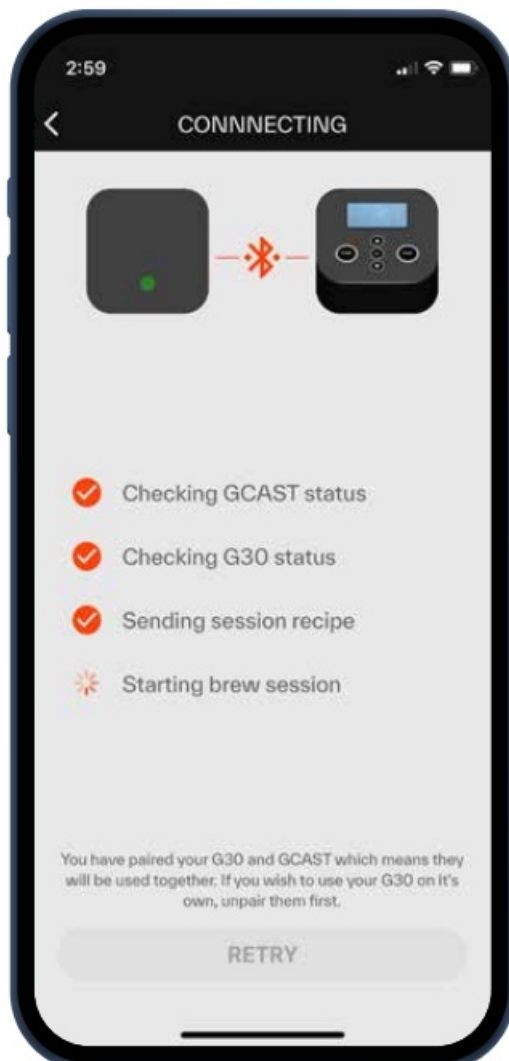 2:59
CONNNECTING
Checking GCAST status
Checking G30 status
Sending session recipe
Starting brew session
You have paired your G30 and GCAST which means they
will be used together. If you wish to use your G30 on it's
own, unpair them first.
RETRY